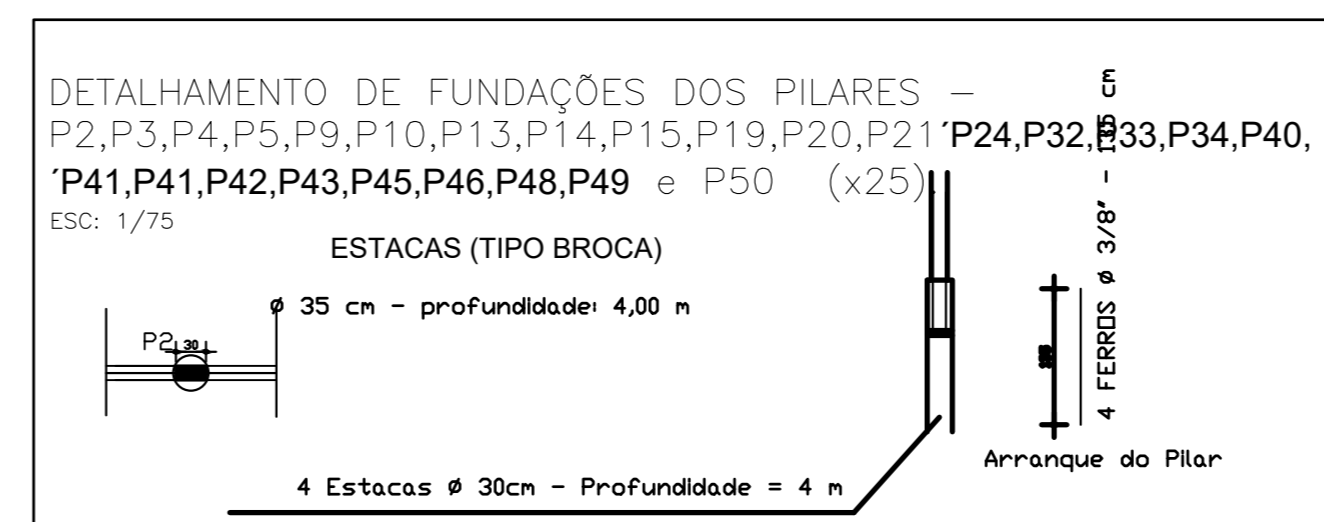 DETALHAMENTO DE FUNDAÇÕES DOS PILARES –
P2,P3,P4,P5,P9,P10,P13,P14,P15,P19,P20,P21´P24,P32,P33,P34,P40,
´P41,P41,P42,P43,P45,P46,P48,P49 e P50 (x25)
ESC: 1/75
ESTACAS (TIPO BROCA)
ø 35 cm – profundidade: 4,00 m
P2
30
4 Estacas ø 30cm – Profundidade = 4 m
4 FERROS ø 3/8" – 135 cm
Arranque do Pilar